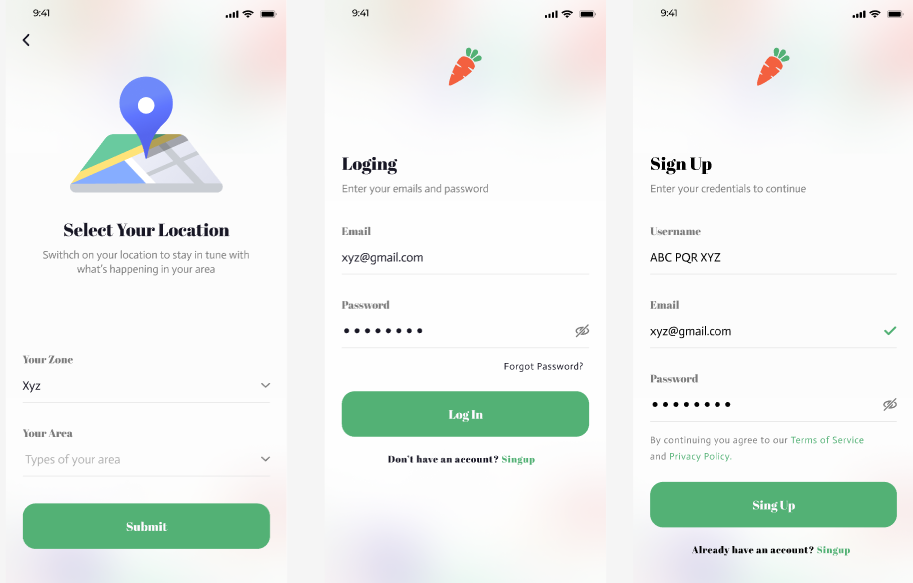 9:41
Select Your Location
Swithch on your location to stay in tune with
what's happening in your area
Your Zone
Xyz
Your Area
Types of your area
Submit
9:41
Loging
Enter your emails and password
Email
xyz@gmail.com
Password
Forgot Password?
Log In
Don't have an account? Singup
9:41
Sign Up
Enter your credentials to continue
Username
ABC PQR XYZ
Email
xyz@gmail.com
Password
By continuing you agree to our Terms of Service
and Privacy Policy.
Sing Up
Already have an account? Singup